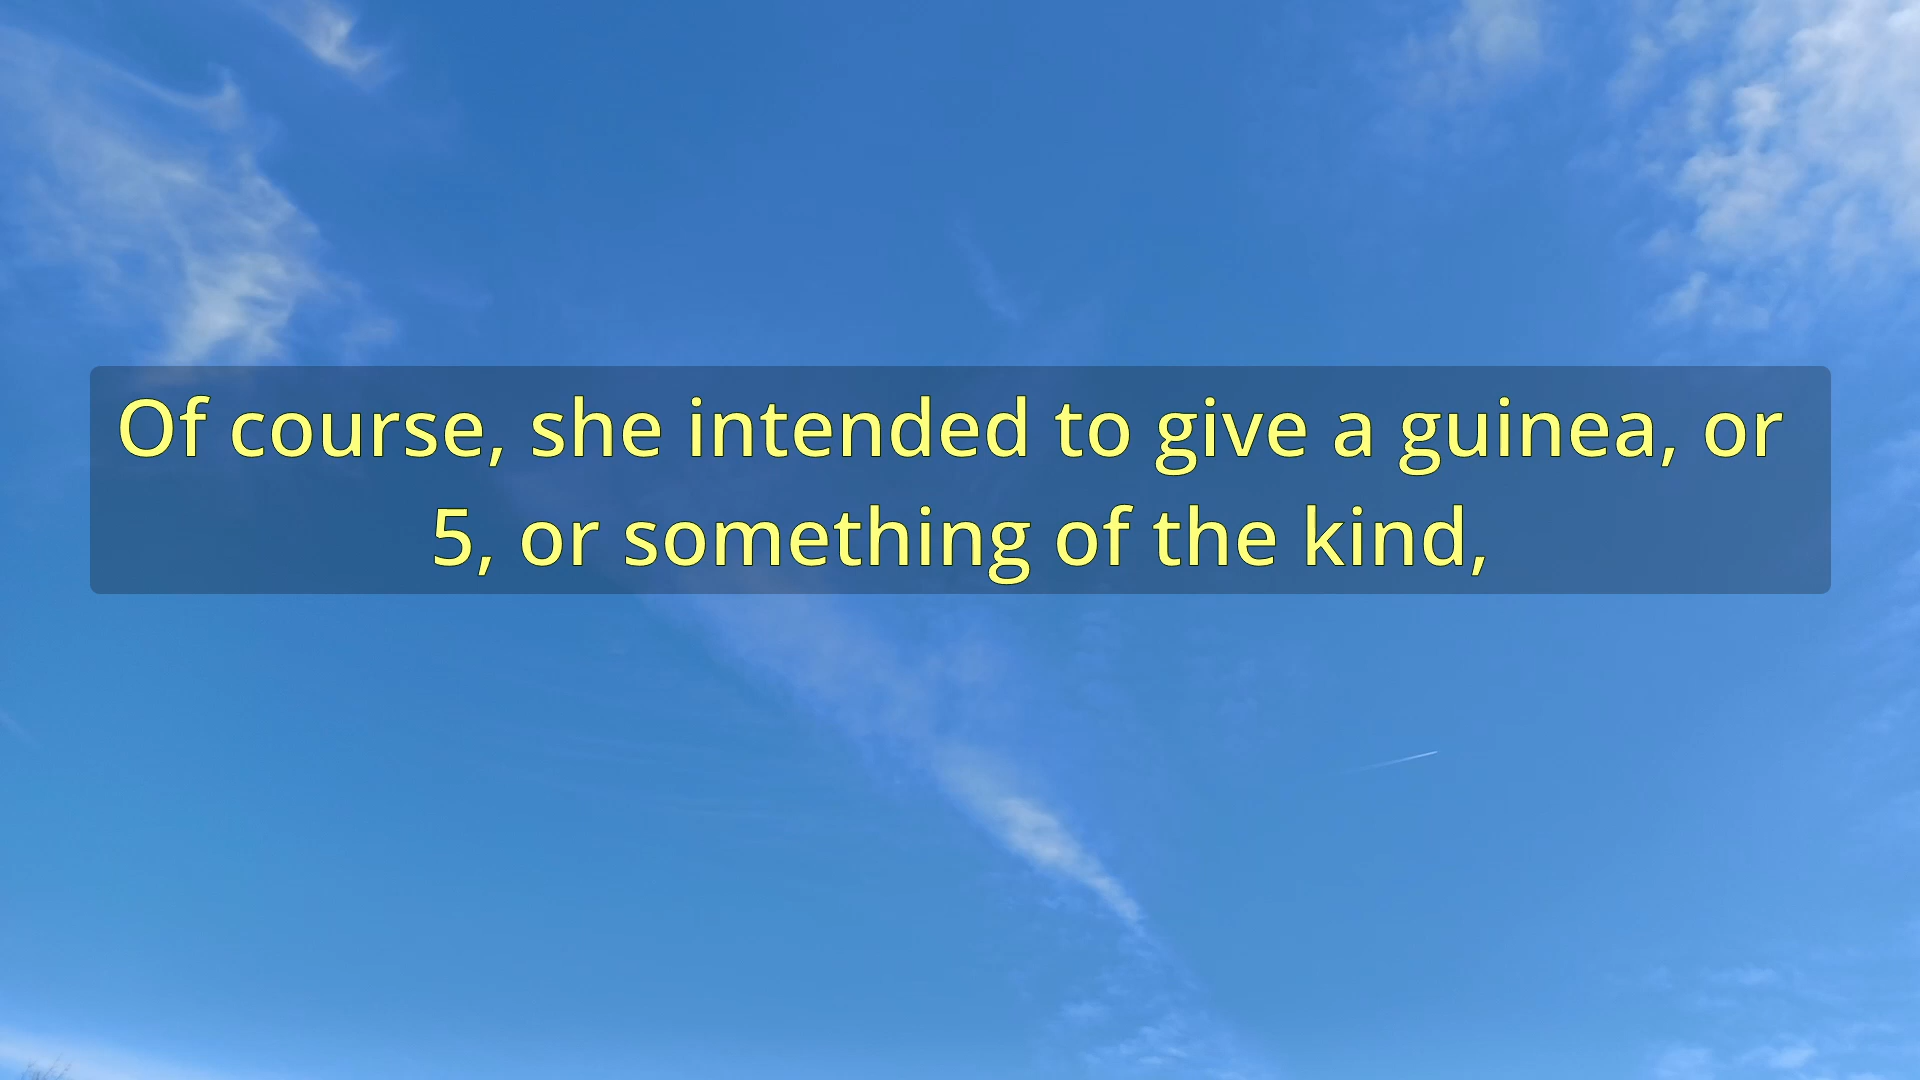 Of course, she intended to give a guinea, or
5, or something of the kind,